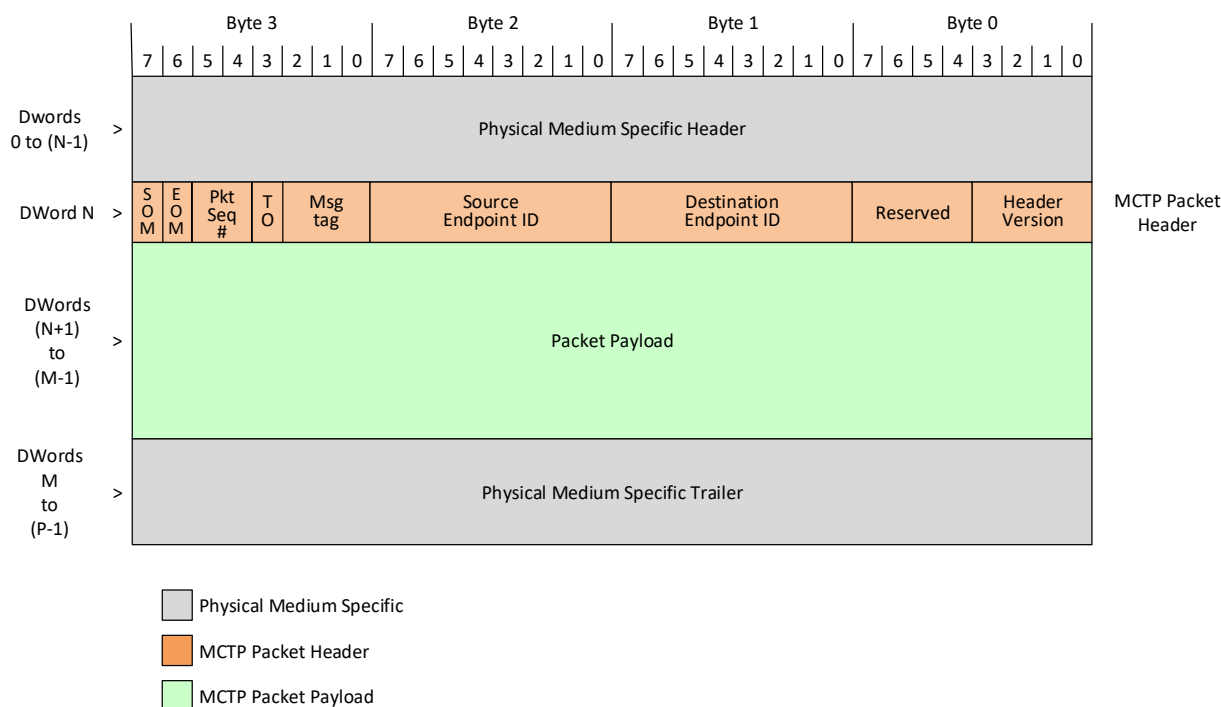 Byte 3 Byte 2 Byte 1 Byte 0
7 6 5 4 3 2 1 0 7 6 5 4 3 2 1 0 7 6 5 4 3 2 1 0 7 6 5 4 3 2 1 0
Dwords
0 to (N-1)
>
Physical Medium Specific Header
DWord N >
SOM
EOM
Pkt
Seq
#
TO
Msg
tag
Source
Endpoint ID
Destination
Endpoint ID
Reserved
Header
Version
MCTP Packet
Header
DWords
(N+1)
to
(M-1)
>
Packet Payload
DWords
M
to
(P-1)
>
Physical Medium Specific Trailer
Physical Medium Specific
MCTP Packet Header
MCTP Packet Payload